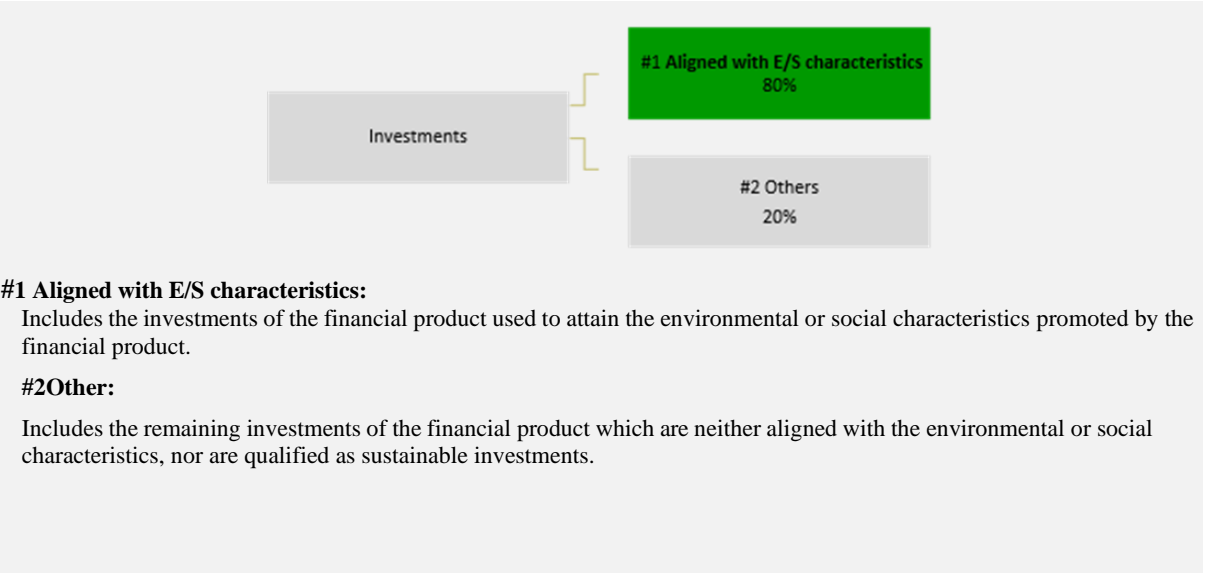 #1 Aligned with E/S characteristics
80%
Investments
#2 Others
20%
#1 Aligned with E/S characteristics:
Includes the investments of the financial product used to attain the environmental or social characteristics promoted by the
financial product.
#2Other:
Includes the remaining investments of the financial product which are neither aligned with the environmental or social
characteristics, nor are qualified as sustainable investments.